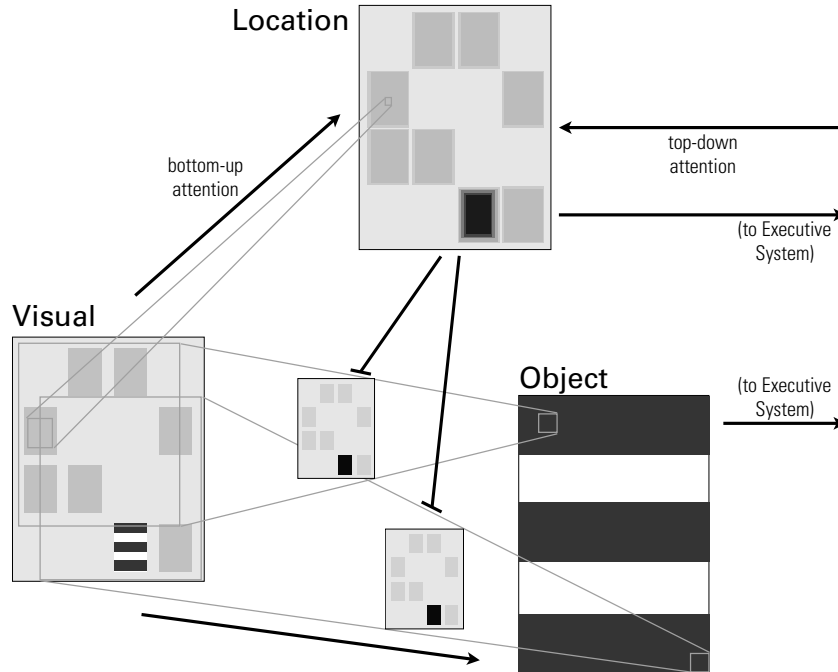 Location
bottom-up
attention
top-down
attention
(to Executive
System)
Visual
Object
(to Executive
System)